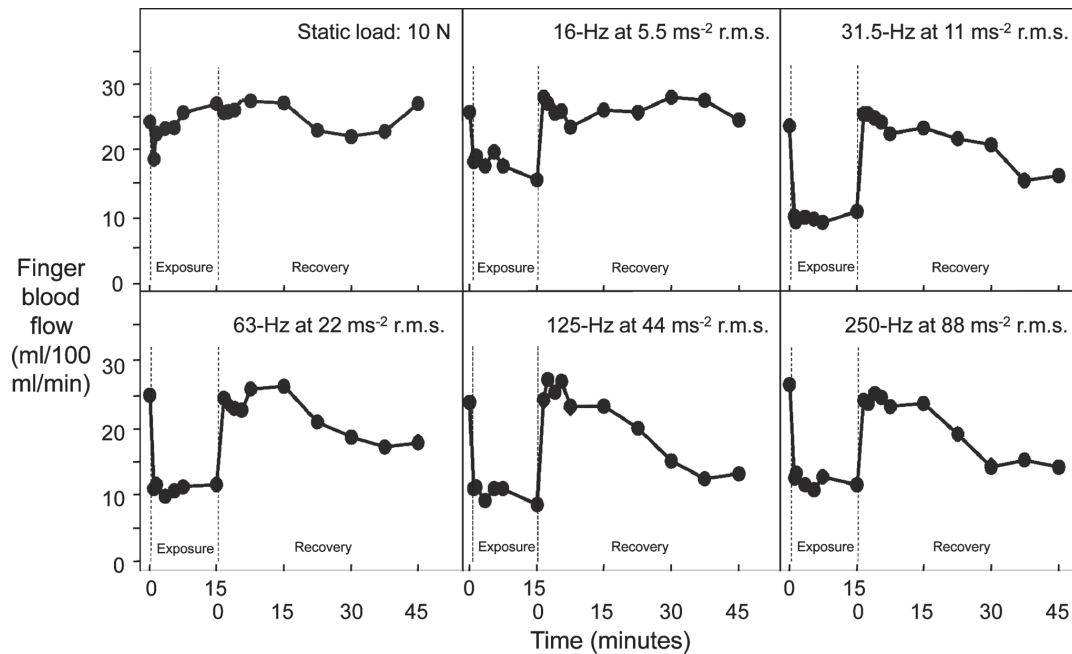 Static load: 10 N
16-Hz at 5.5 ms⁻² r.m.s.
31.5-Hz at 11 ms⁻² r.m.s.
30
20
10
0
Exposure
Recovery
Exposure
Recovery
Exposure
Recovery
Finger
blood
flow
(ml/100
ml/min)
63-Hz at 22 ms⁻² r.m.s.
125-Hz at 44 ms⁻² r.m.s.
250-Hz at 88 ms⁻² r.m.s.
30
20
10
0
Exposure
Recovery
Exposure
Recovery
Exposure
Recovery
0 15 0 15 0 15
0 15 30 45 0 15 30 45 0 15 30 45
Time (minutes)